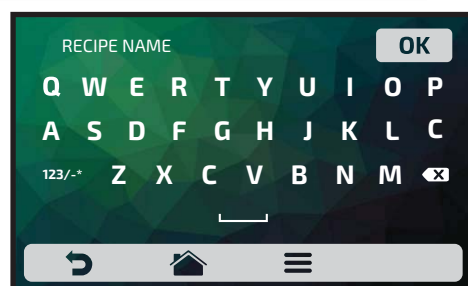 RECIPE NAME OK
Q W E R T Y U I O P
A S D F G H J K L C
123/-* Z X C V B N M